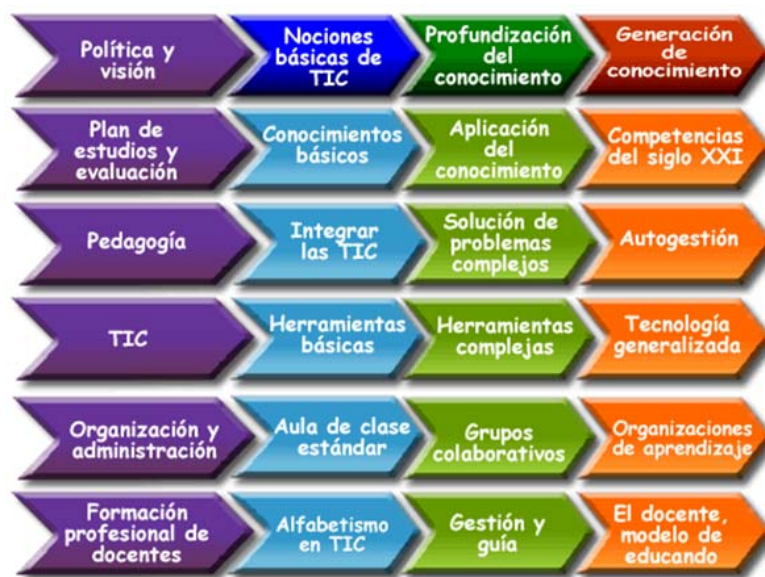 Política y
visión
Nociones
básicas de
TIC
Profundización
del
conocimiento
Generación
de
conocimiento
Plan de
estudios y
evaluación
Conocimientos
básicos
Aplicación
del
conocimiento
Competencias
del siglo XXI
Pedagogía
Integrar
las TIC
Solución de
problemas
complejos
Autogestión
TIC
Herramientas
básicas
Herramientas
complejas
Tecnología
generalizada
Organización y
administración
Aula de clase
estándar
Grupos
colaborativos
Organizaciones
de aprendizaje
Formación
profesional de
docentes
Alfabetismo
en TIC
Gestión y
guía
El docente,
modelo de
educando